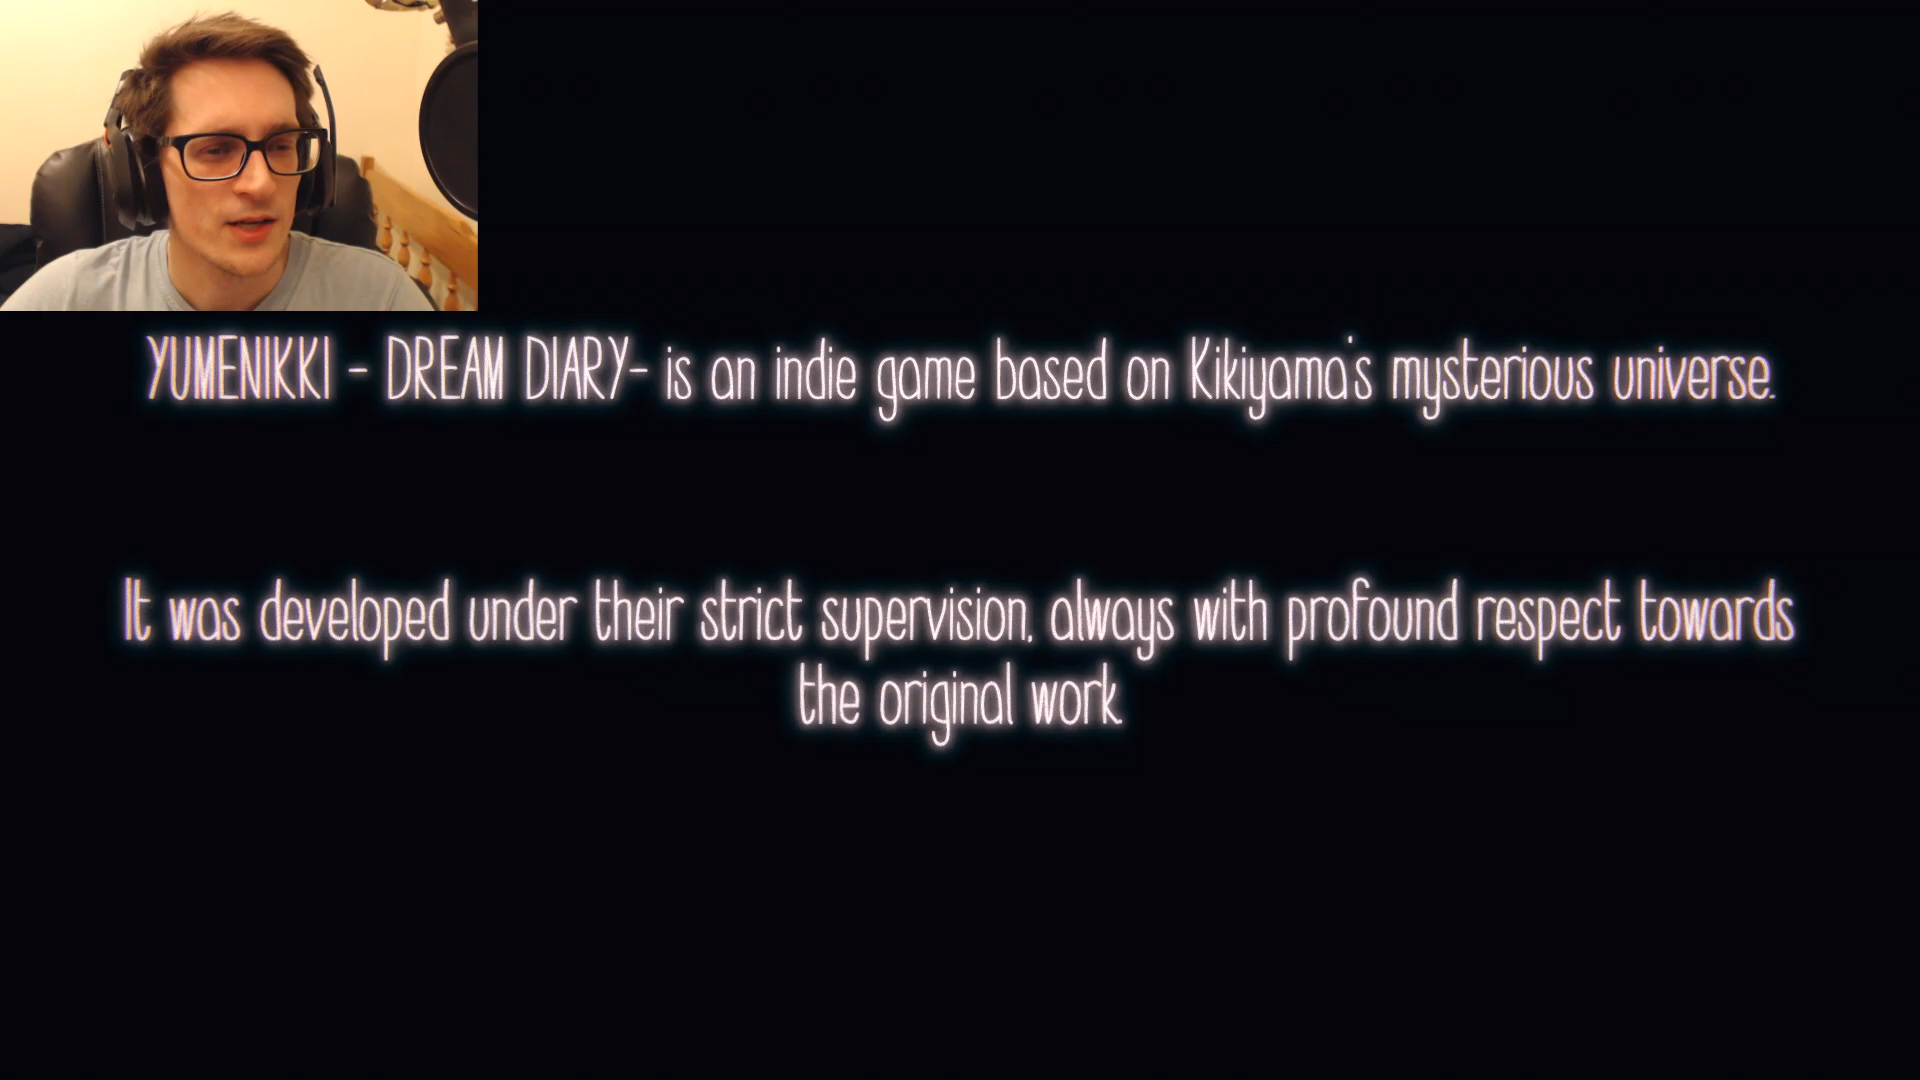 YUMENIKKI - DREAM DIARY- is an indie game based on Kikiyama's mysterious universe.
It was developed under their strict supervision, always with profound respect towards
the original work.